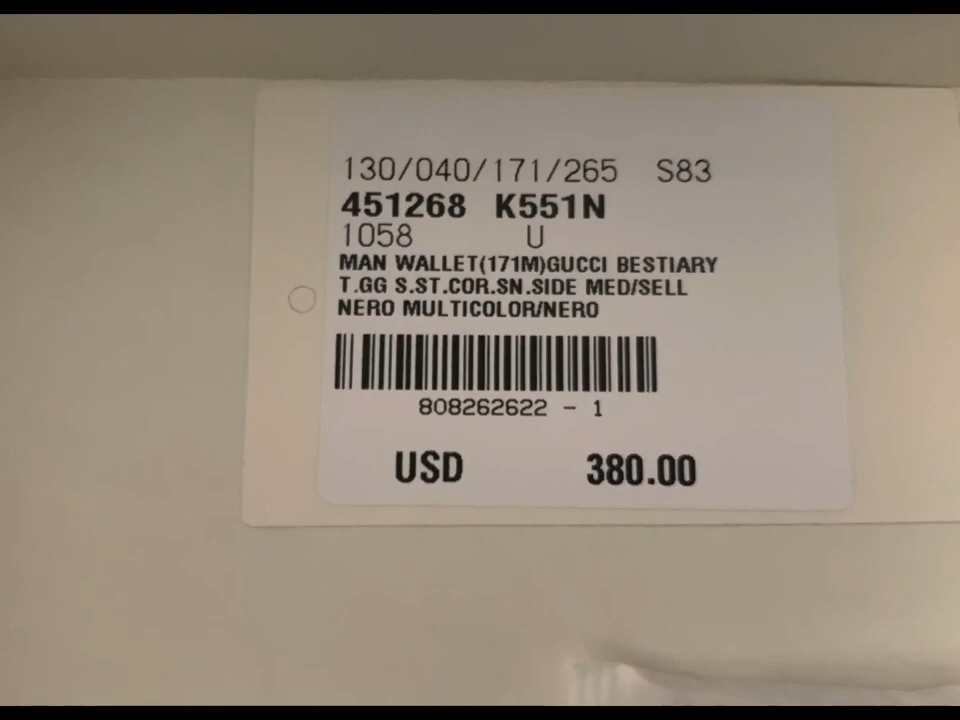 130/040/171/265 S83
451268 K551N
1058 U
MAN WALLET(171M)GUCCI BESTIARY
T.GG S.ST.COR.SN.SIDE MED/SELL
NERO MULTICOLOR/NERO
808262622 - 1
USD 380.00